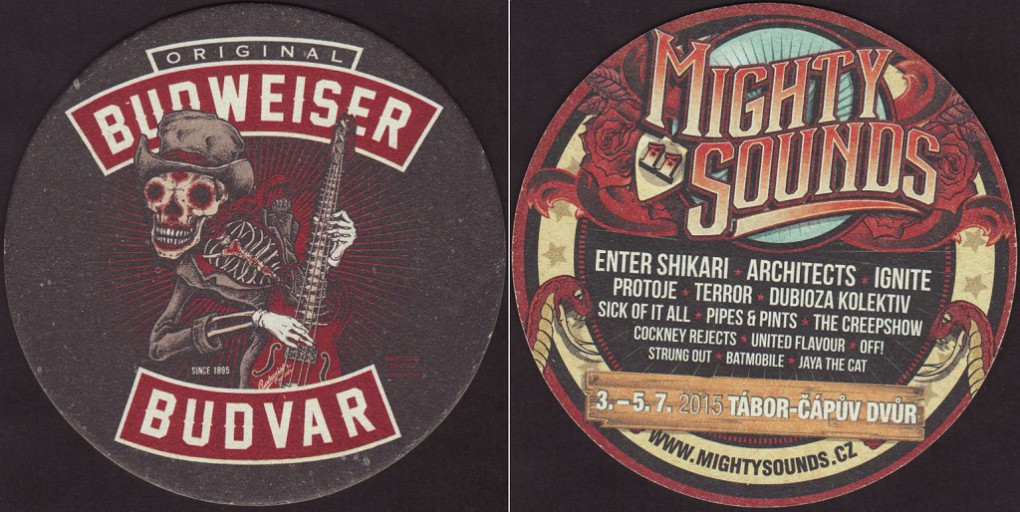 ORIGINAL
BUDWEISER
SINCE 1895
BUDVAR
MIGHTY
SOUNDS
ENTER SHIKARI ★ ARCHITECTS ★ IGNITE
PROTOJE ★ TERROR ★ DUBIOZA KOLEKTIV
SICK OF IT ALL ★ PIPES & PINTS ★ THE CREEPSHOW
COCKNEY REJECTS ★ UNITED FLAVOUR ★ OFF!
STRUNG OUT ★ BATMOBILE ★ JAYA THE CAT
3. – 5. 7. 2015 TÁBOR-ČÁPŮV DVŮR
WWW.MIGHTYSOUNDS.CZ